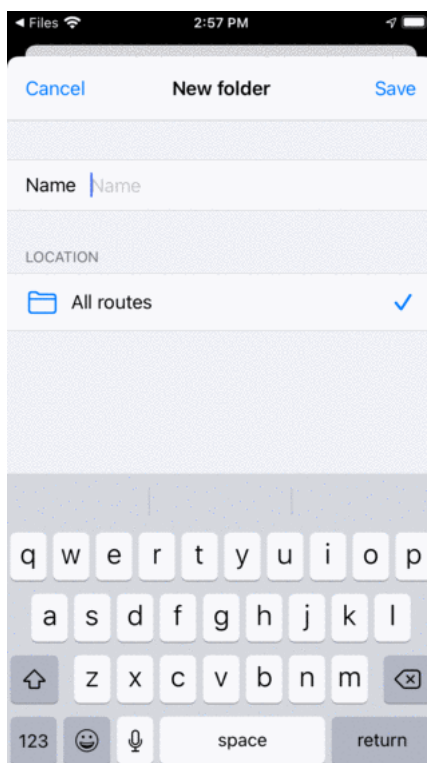 Files 2:57 PM
Cancel New folder Save
Name Name
LOCATION
All routes
q w e r t y u i o p
a s d f g h j k l
z x c v b n m
123 space return